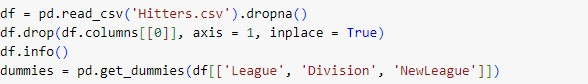 df = pd.read_csv('Hitters.csv').dropna()
df.drop(df.columns[[0]], axis = 1, inplace = True)
df.info()
dummies = pd.get_dummies(df[['League', 'Division', 'NewLeague']])